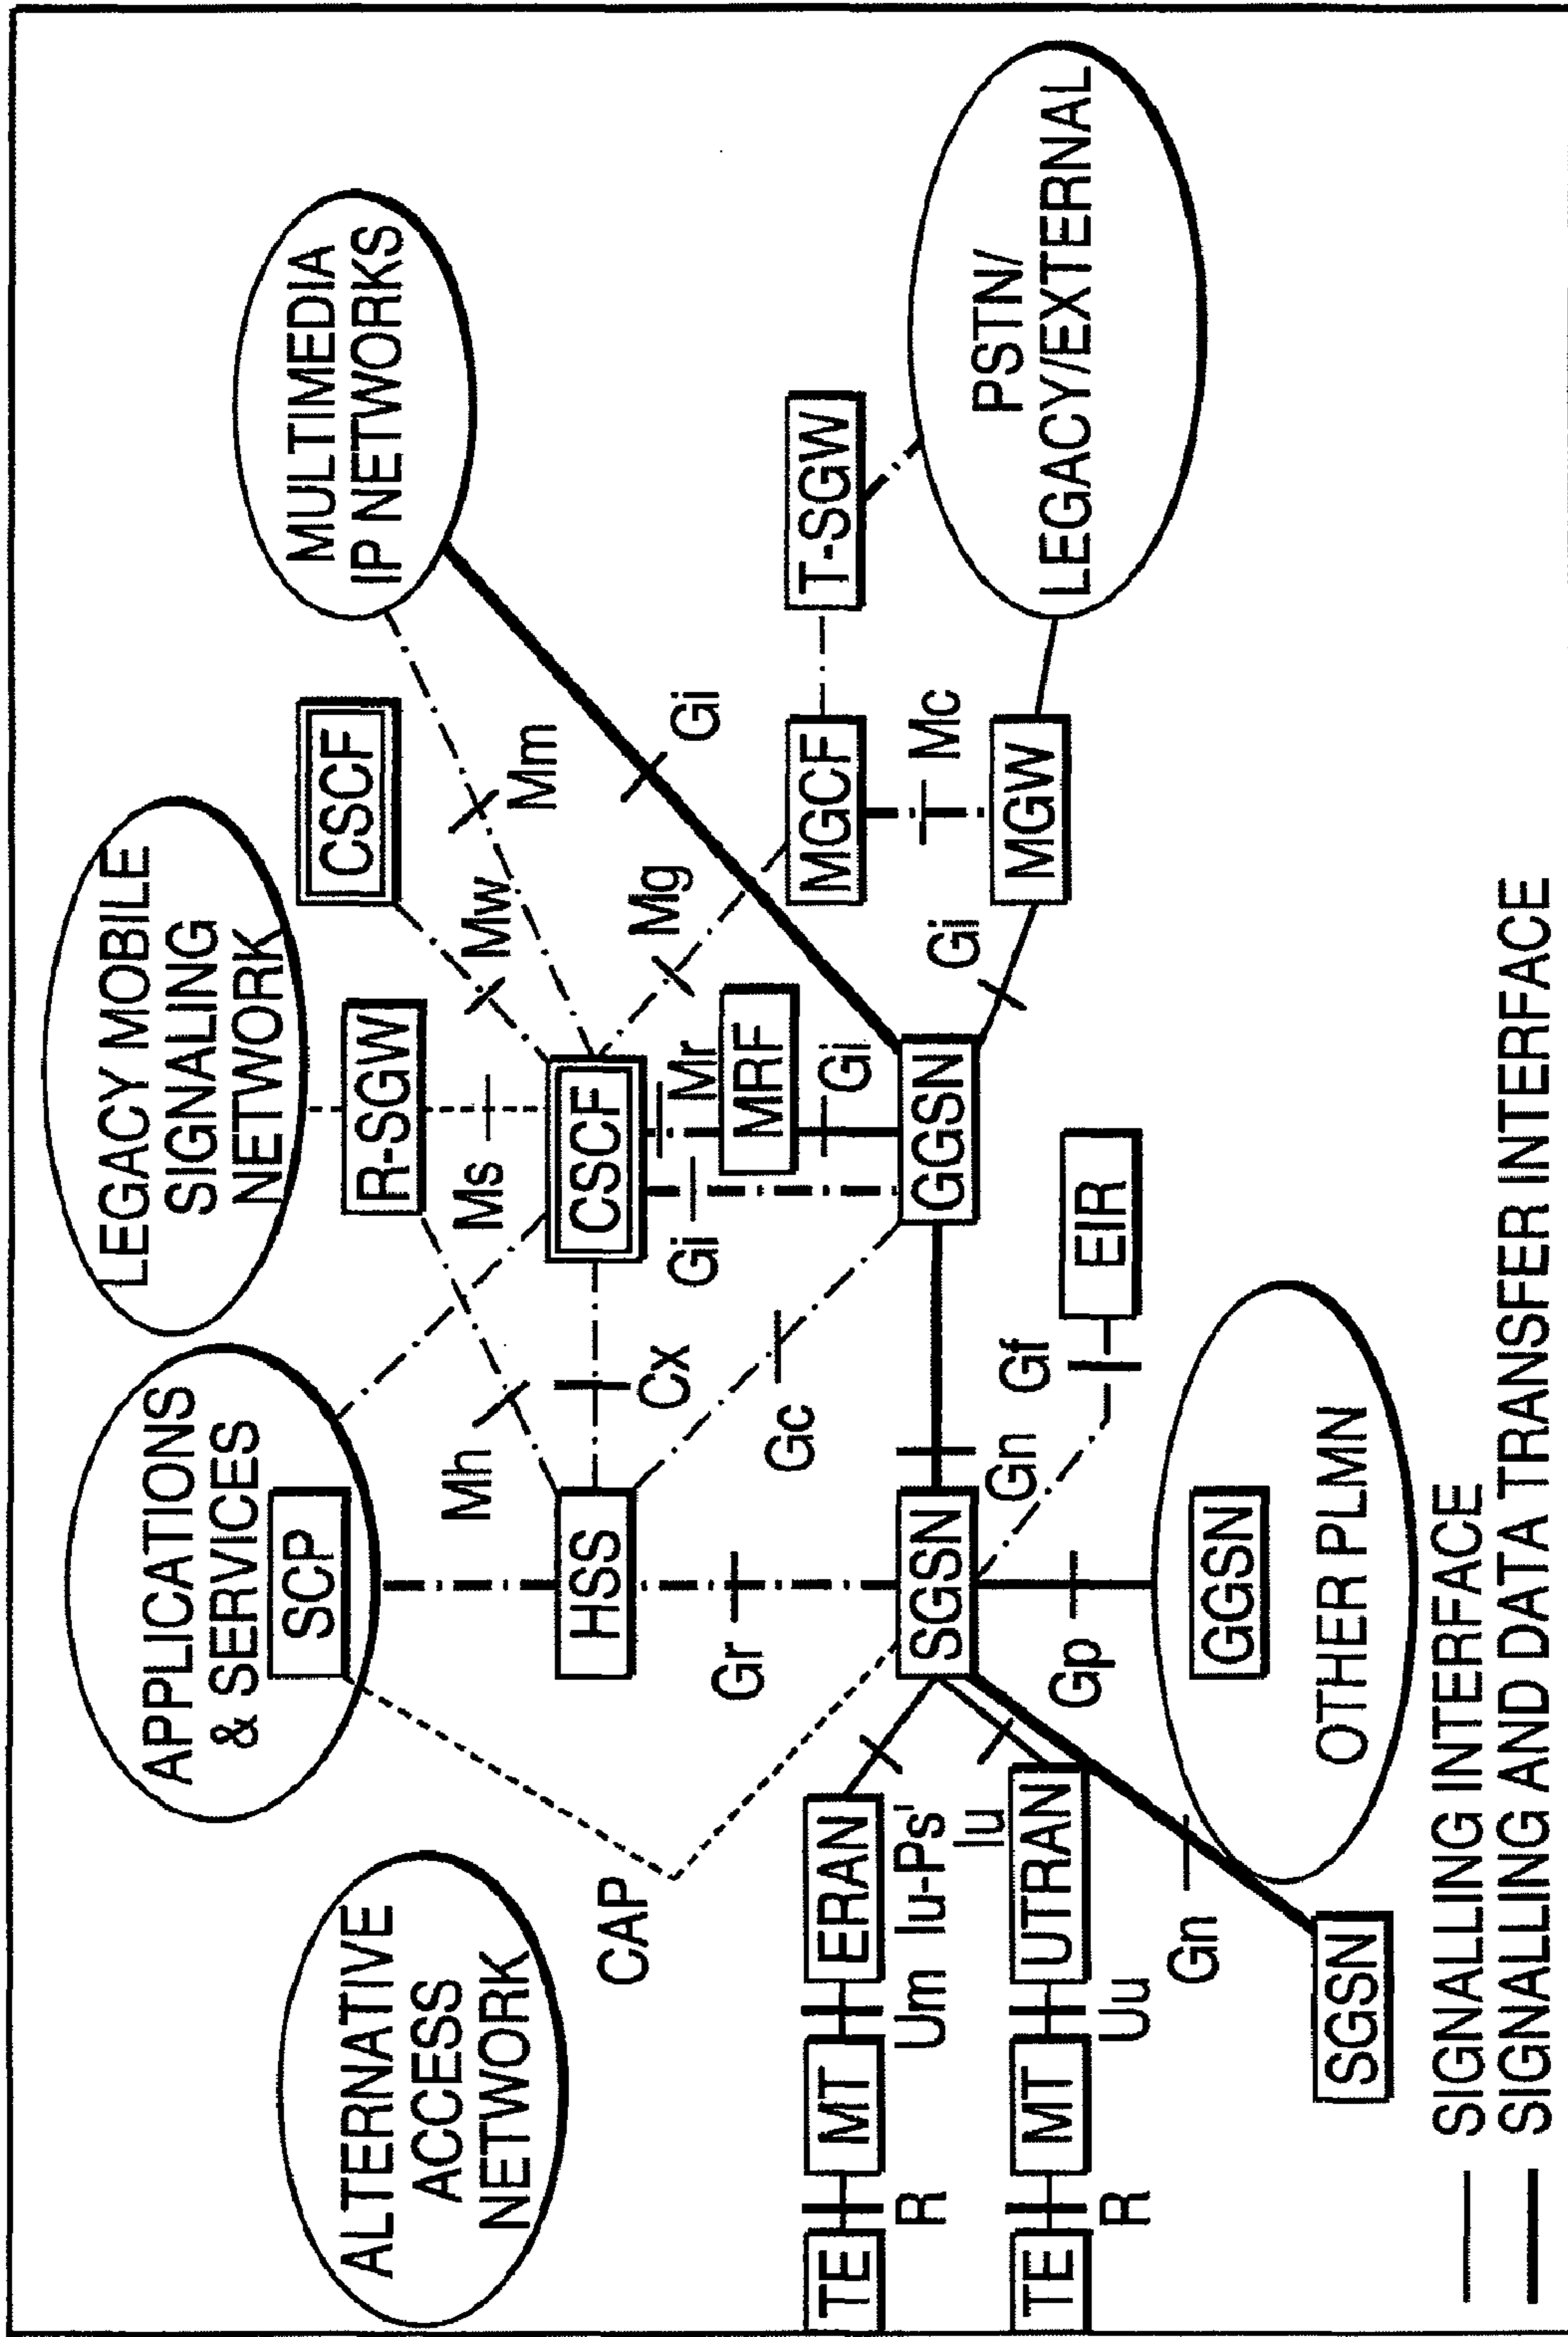 ALTERNATIVE
ACCESS
NETWORK
APPLICATIONS
& SERVICES
SCP
LEGACY MOBILE
SIGNALING
NETWORK
MULTIMEDIA
IP NETWORKS
CSCF
R-SGW
Mh
Ms
Mw
Mm
CAP
HSS
Cx
CSCF
Gi
Mr
Mg
Gi
Gr
Gc
MRF
Gi
TE
R
MT
Um
ERAN
Iu-Ps'
Iu
SGSN
Gn
GGSN
Gi
MGCF
T-SGW
Mc
TE
R
MT
Uu
UTRAN
Gp
Gf
EIR
MGW
PSTN/
LEGACY/EXTERNAL
Gn
SGSN
GGSN
OTHER PLMN
SIGNALLING INTERFACE
SIGNALLING AND DATA TRANSFER INTERFACE